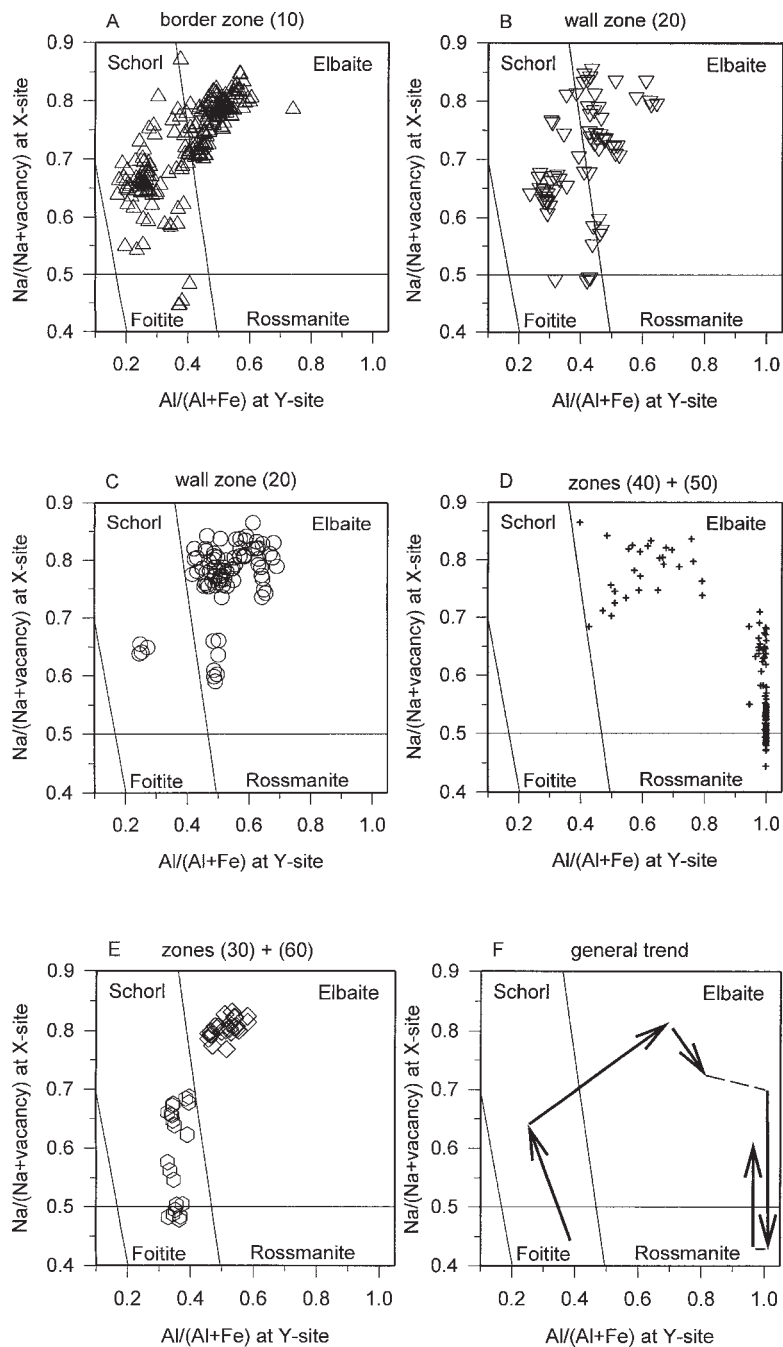 A border zone (10)
Na/(Na+vacancy) at X-site
0.9
0.8
0.7
0.6
0.5
0.4
Schorl Elbaite
Foitite Rossmanite
0.2 0.4 0.6 0.8 1.0
Al/(Al+Fe) at Y-site
B wall zone (20)
Na/(Na+vacancy) at X-site
0.9
0.8
0.7
0.6
0.5
0.4
Schorl Elbaite
Foitite Rossmanite
0.2 0.4 0.6 0.8 1.0
Al/(Al+Fe) at Y-site
C wall zone (20)
Na/(Na+vacancy) at X-site
0.9
0.8
0.7
0.6
0.5
0.4
Schorl Elbaite
Foitite Rossmanite
0.2 0.4 0.6 0.8 1.0
Al/(Al+Fe) at Y-site
D zones (40) + (50)
Na/(Na+vacancy) at X-site
0.9
0.8
0.7
0.6
0.5
0.4
Schorl Elbaite
Foitite Rossmanite
0.2 0.4 0.6 0.8 1.0
Al/(Al+Fe) at Y-site
E zones (30) + (60)
Na/(Na+vacancy) at X-site
0.9
0.8
0.7
0.6
0.5
0.4
Schorl Elbaite
Foitite Rossmanite
0.2 0.4 0.6 0.8 1.0
Al/(Al+Fe) at Y-site
F general trend
Na/(Na+vacancy) at X-site
0.9
0.8
0.7
0.6
0.5
0.4
Schorl Elbaite
Foitite Rossmanite
0.2 0.4 0.6 0.8 1.0
Al/(Al+Fe) at Y-site